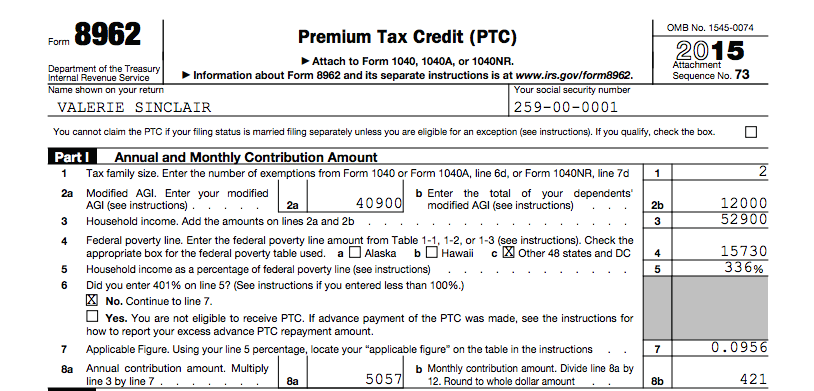 Form 8962
Department of the Treasury
Internal Revenue Service
Premium Tax Credit (PTC)
▶ Attach to Form 1040, 1040A, or 1040NR.
▶ Information about Form 8962 and its separate instructions is at www.irs.gov/form8962.
OMB No. 1545-0074
2015
Attachment
Sequence No. 73
Name shown on your return
VALERIE SINCLAIR
Your social security number
259-00-0001
You cannot claim the PTC if your filing status is married filing separately unless you are eligible for an exception (see instructions). If you qualify, check the box.
Part I Annual and Monthly Contribution Amount
1 Tax family size. Enter the number of exemptions from Form 1040 or Form 1040A, line 6d, or Form 1040NR, line 7d 1 2
2a Modified AGI. Enter your modified
AGI (see instructions) . . . . . 2a 40900
b Enter the total of your dependents'
modified AGI (see instructions) . . . 2b 12000
3 Household income. Add the amounts on lines 2a and 2b . . . . . . . . . . . . . . 3 52900
4 Federal poverty line. Enter the federal poverty line amount from Table 1-1, 1-2, or 1-3 (see instructions). Check the
appropriate box for the federal poverty table used. a Alaska b Hawaii c X Other 48 states and DC 4 15730
5 Household income as a percentage of federal poverty line (see instructions) . . . . . . . . . . . 5 336%
6 Did you enter 401% on line 5? (See instructions if you entered less than 100%.)
X No. Continue to line 7.
Yes. You are not eligible to receive PTC. If advance payment of the PTC was made, see the instructions for
how to report your excess advance PTC repayment amount.
7 Applicable Figure. Using your line 5 percentage, locate your "applicable figure" on the table in the instructions . . 7 0.0956
8a Annual contribution amount. Multiply
line 3 by line 7 . . . . . . . 8a 5057
b Monthly contribution amount. Divide line 8a by
12. Round to whole dollar amount . . 8b 421